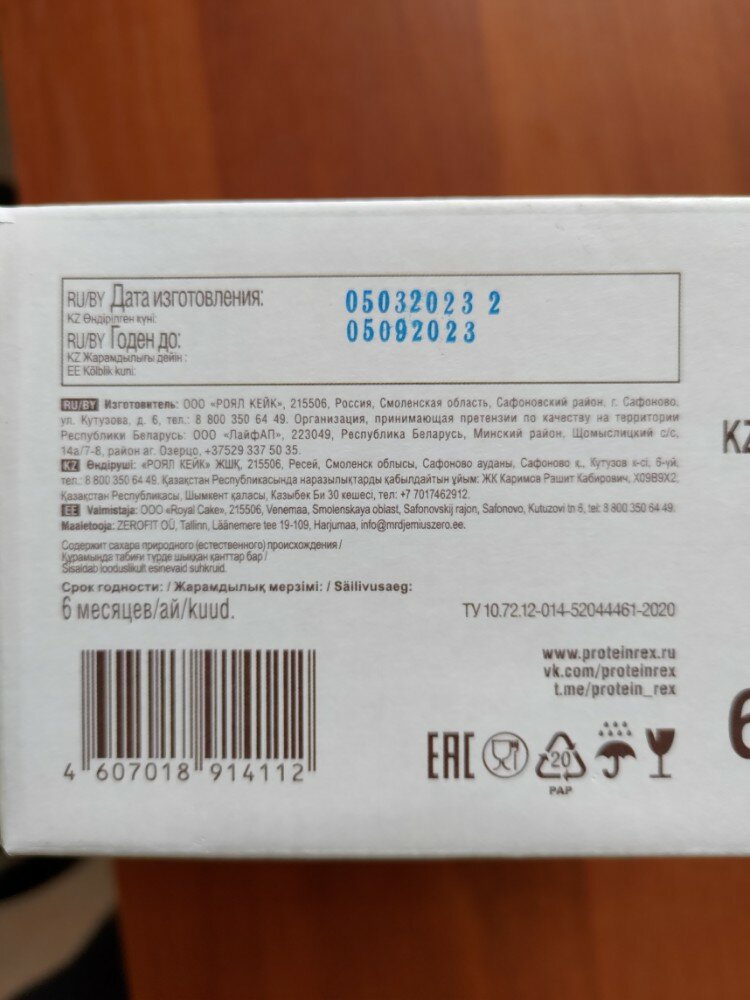 RU/BY Дата изготовления: 05032023 2
KZ Өндірілген күні:
RU/BY Годен до: 05092023
KZ Жарамдылығы дейін :
EE Kõlblik kuni:
RU/BY Изготовитель: ООО «РОЯЛ КЕЙК», 215506, Россия, Смоленская область, Сафоновский район, г. Сафоново,
ул. Кутузова, д. 6, тел.: 8 800 350 64 49. Организация, принимающая претензии по качеству на территории
Республики Беларусь: ООО «ЛайфАП», 223049, Республика Беларусь, Минский район, Щомыслицкий с/с,
14а/7-8, район аг. Озерцо, +37529 337 50 35.
KZ Өндіруші: «РОЯЛ КЕЙК» ЖШҚ, 215506, Ресей, Смоленск облысы, Сафоново ауданы, Сафоново қ., Кутузов к-сі, 6-үй,
тел.: 8 800 350 64 49. Қазақстан Республикасында наразылықтарды қабылдайтын ұйым: ЖК Каримов Рашит Кабирович, X09B9X2,
Қазақстан Республикасы, Шымкент қаласы, Казыбек Би 30 кешесі, тел: +7 7017462912.
EE Valmistaja: OOO «Royal Cake», 215506, Venemaa, Smolenskaya oblast, Safonovskij rajon, Safonovo, Kutuzovi tn 6, tel: 8 800 350 64 49.
Maaletooja: ZEROFIT OÜ, Tallinn, Läänemere tee 19-109, Harjumaa, info@mrdjemiuszero.ee.
Содержит сахара природного (естественного) происхождения /
Құрамында табиғи түрде шыққан қанттар бар /
Sisaldab looduslikult esinevaid suhkruid.
Срок годности: / Жарамдылық мерзімі: / Säilivusaeg:
6 месяцев/ай/kuud.
ТУ 10.72.12-014-52044461-2020
www.proteinrex.ru
vk.com/proteinrex
t.me/protein_rex
4 607018 914112
EAC
20
PAP
KZ
6